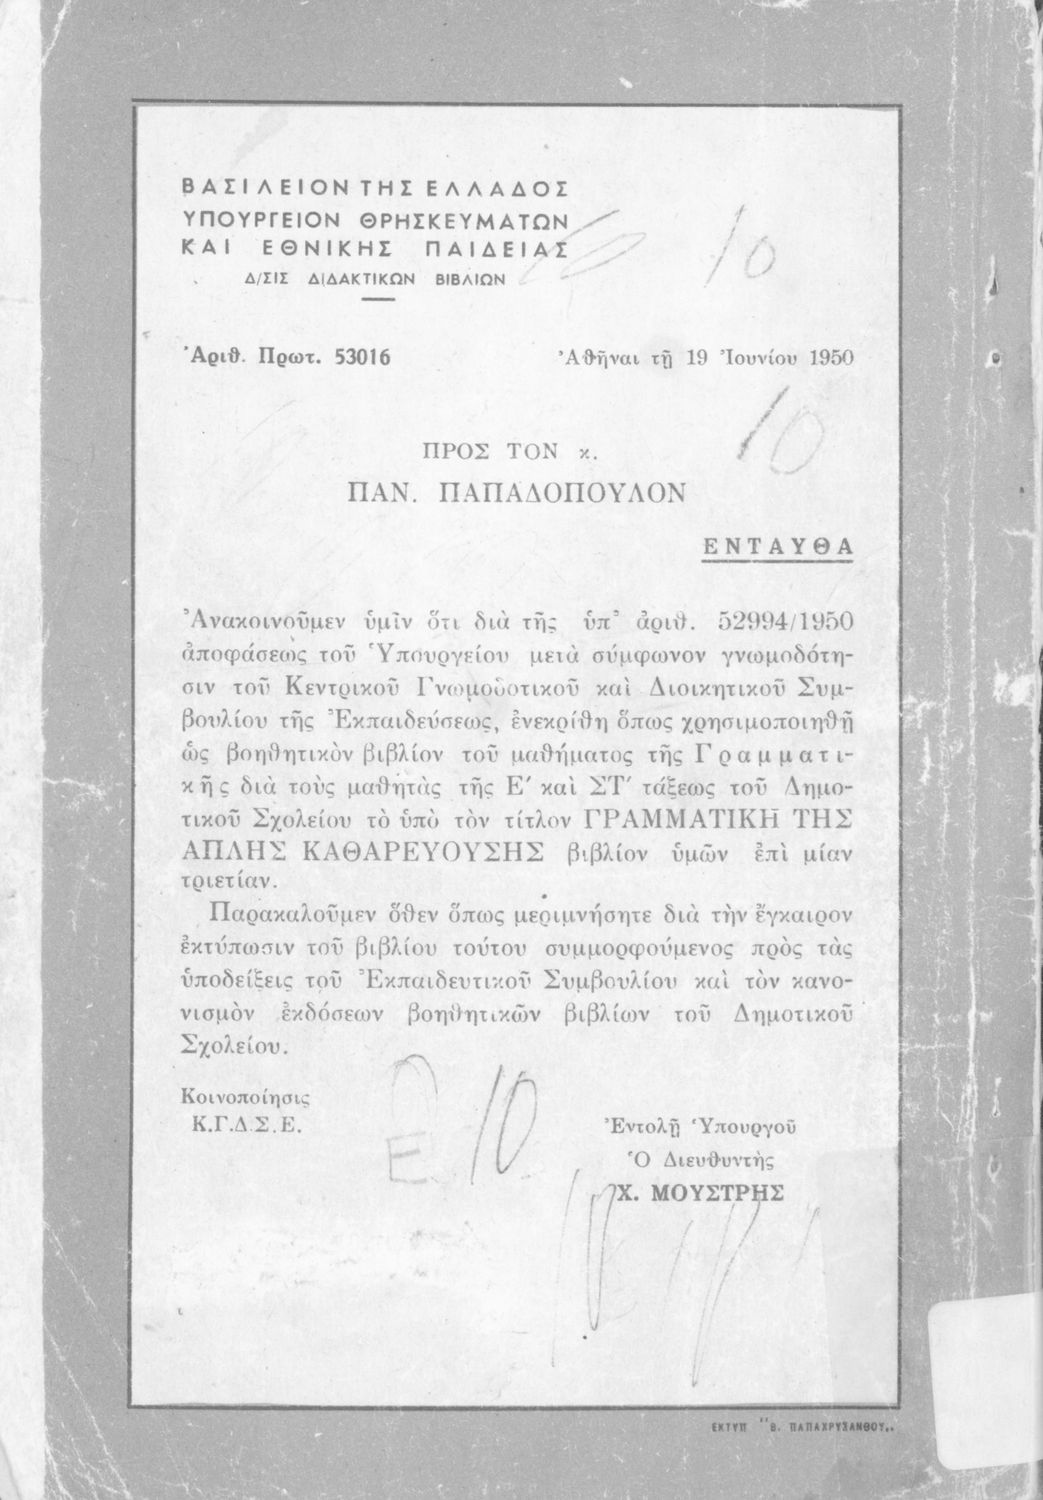 ΒΑΣΙΛΕΙΟΝ ΤΗΣ ΕΛΛΑΔΟΣ
ΥΠΟΥΡΓΕΙΟΝ ΘΡΗΣΚΕΥΜΑΤΩΝ
ΚΑΙ ΕΘΝΙΚΗΣ ΠΑΙΔΕΙΑΣ
Δ/ΣΙΣ ΔΙΔΑΚΤΙΚΩΝ ΒΙΒΛΙΩΝ
10
Ἀριθ. Πρωτ. 53016
Ἀθῆναι τῇ 19 Ἰουνίου 1950
10
ΠΡΟΣ ΤΟΝ κ.
ΠΑΝ. ΠΑΠΑΔΟΠΟΥΛΟΝ
ΕΝΤΑΥΘΑ
Ἀνακοινοῦμεν ὑμῖν ὅτι διὰ τῆς ὑπ' ἀριθ. 52994/1950
ἀποφάσεως τοῦ Ὑπουργείου μετὰ σύμφωνον γνωμοδότη-
σιν τοῦ Κεντρικοῦ Γνωμοδοτικοῦ καὶ Διοικητικοῦ Συμ-
βουλίου τῆς Ἐκπαιδεύσεως, ἐνεκρίθη ὅπως χρησιμοποιηθῇ
ὡς βοηθητικὸν βιβλίον τοῦ μαθήματος τῆς Γραμματι-
κῆς διὰ τοὺς μαθητὰς τῆς Ε' καὶ ΣΤ' τάξεως τοῦ Δημο-
τικοῦ Σχολείου τὸ ὑπὸ τὸν τίτλον ΓΡΑΜΜΑΤΙΚΗ ΤΗΣ
ΑΠΛΗΣ ΚΑΘΑΡΕΥΟΥΣΗΣ βιβλίον ὑμῶν ἐπὶ μίαν
τριετίαν.
Παρακαλοῦμεν ὅθεν ὅπως μεριμνήσητε διὰ τὴν ἔγκαιρον
ἐκτύπωσιν τοῦ βιβλίου τούτου συμμορφούμενος πρὸς τὰς
ὑποδείξεις τοῦ Ἐκπαιδευτικοῦ Συμβουλίου καὶ τὸν κανο-
νισμὸν ἐκδόσεων βοηθητικῶν βιβλίων τοῦ Δημοτικοῦ
Σχολείου.
Κοινοποίησις
Κ.Γ.Δ.Σ.Ε.
10
Ε
Ἐντολῇ Ὑπουργοῦ
Ὁ Διευθυντὴς
Χ. ΜΟΥΣΤΡΗΣ
ΕΚΤΥΠ "Β. ΠΑΠΑΧΡΥΣΑΝΘΟΥ"